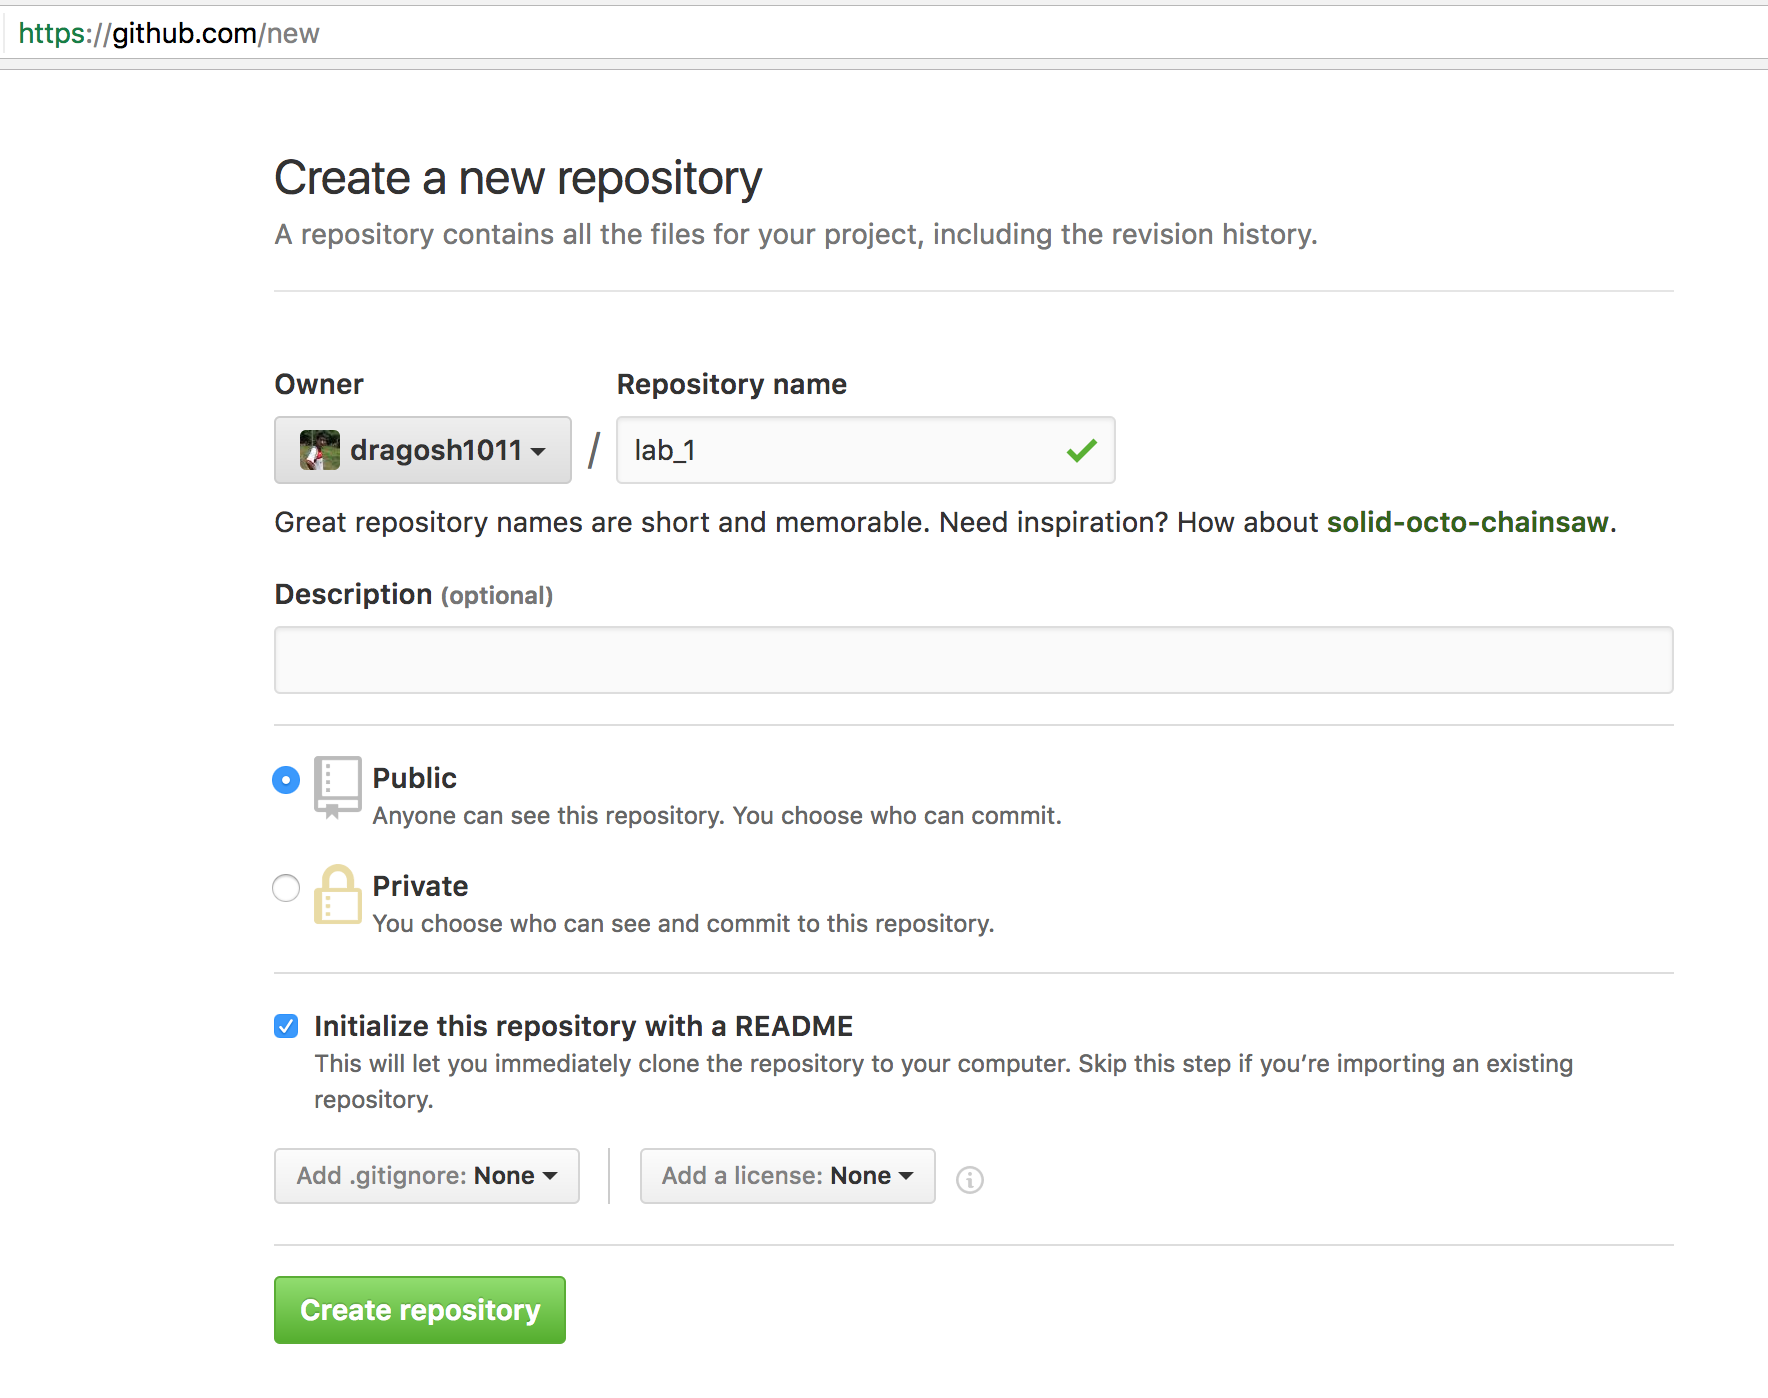 https://github.com/new
Create a new repository
A repository contains all the files for your project, including the revision history.
Owner
Repository name
dragosh1011 / lab_1
Great repository names are short and memorable. Need inspiration? How about solid-octo-chainsaw.
Description (optional)
Public
Anyone can see this repository. You choose who can commit.
Private
You choose who can see and commit to this repository.
Initialize this repository with a README
This will let you immediately clone the repository to your computer. Skip this step if you’re importing an existing
repository.
Add .gitignore: None
Add a license: None
Create repository